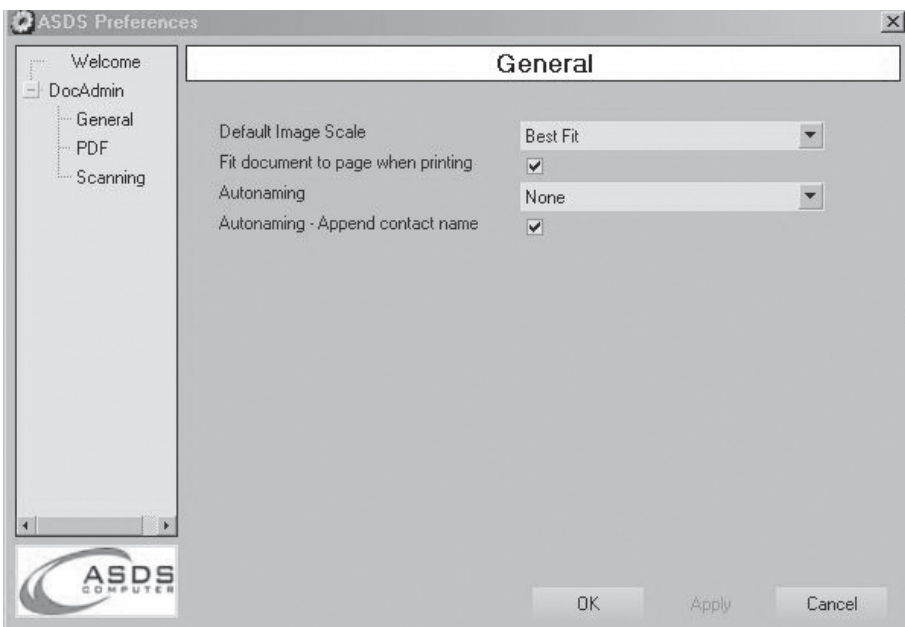 ASDS Preferences
Welcome
DocAdmin
General
PDF
Scanning
General
Default Image Scale
Best Fit
Fit document to page when printing
Autonaming
None
Autonaming - Append contact name
ASDS
COMPUTER
OK
Apply
Cancel